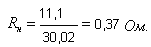 R_н = 11,1 / 30,02 = 0,37 Ом.